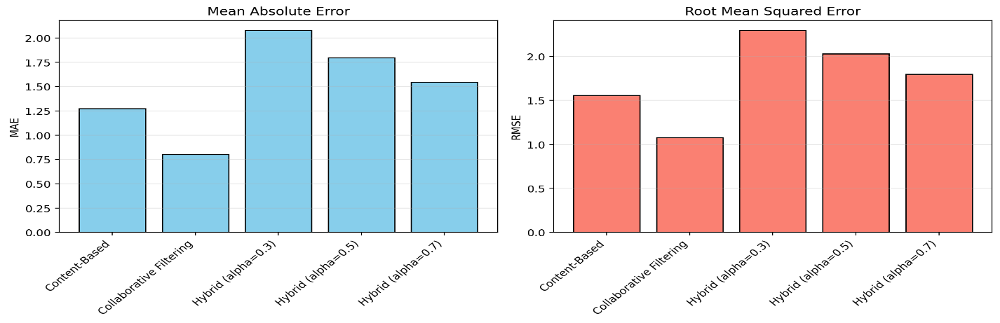 Mean Absolute Error
MAE
2.00
1.75
1.50
1.25
1.00
0.75
0.50
0.25
0.00
Content-Based
Collaborative Filtering
Hybrid (alpha=0.3)
Hybrid (alpha=0.5)
Hybrid (alpha=0.7)
Root Mean Squared Error
RMSE
2.0
1.5
1.0
0.5
0.0
Content-Based
Collaborative Filtering
Hybrid (alpha=0.3)
Hybrid (alpha=0.5)
Hybrid (alpha=0.7)